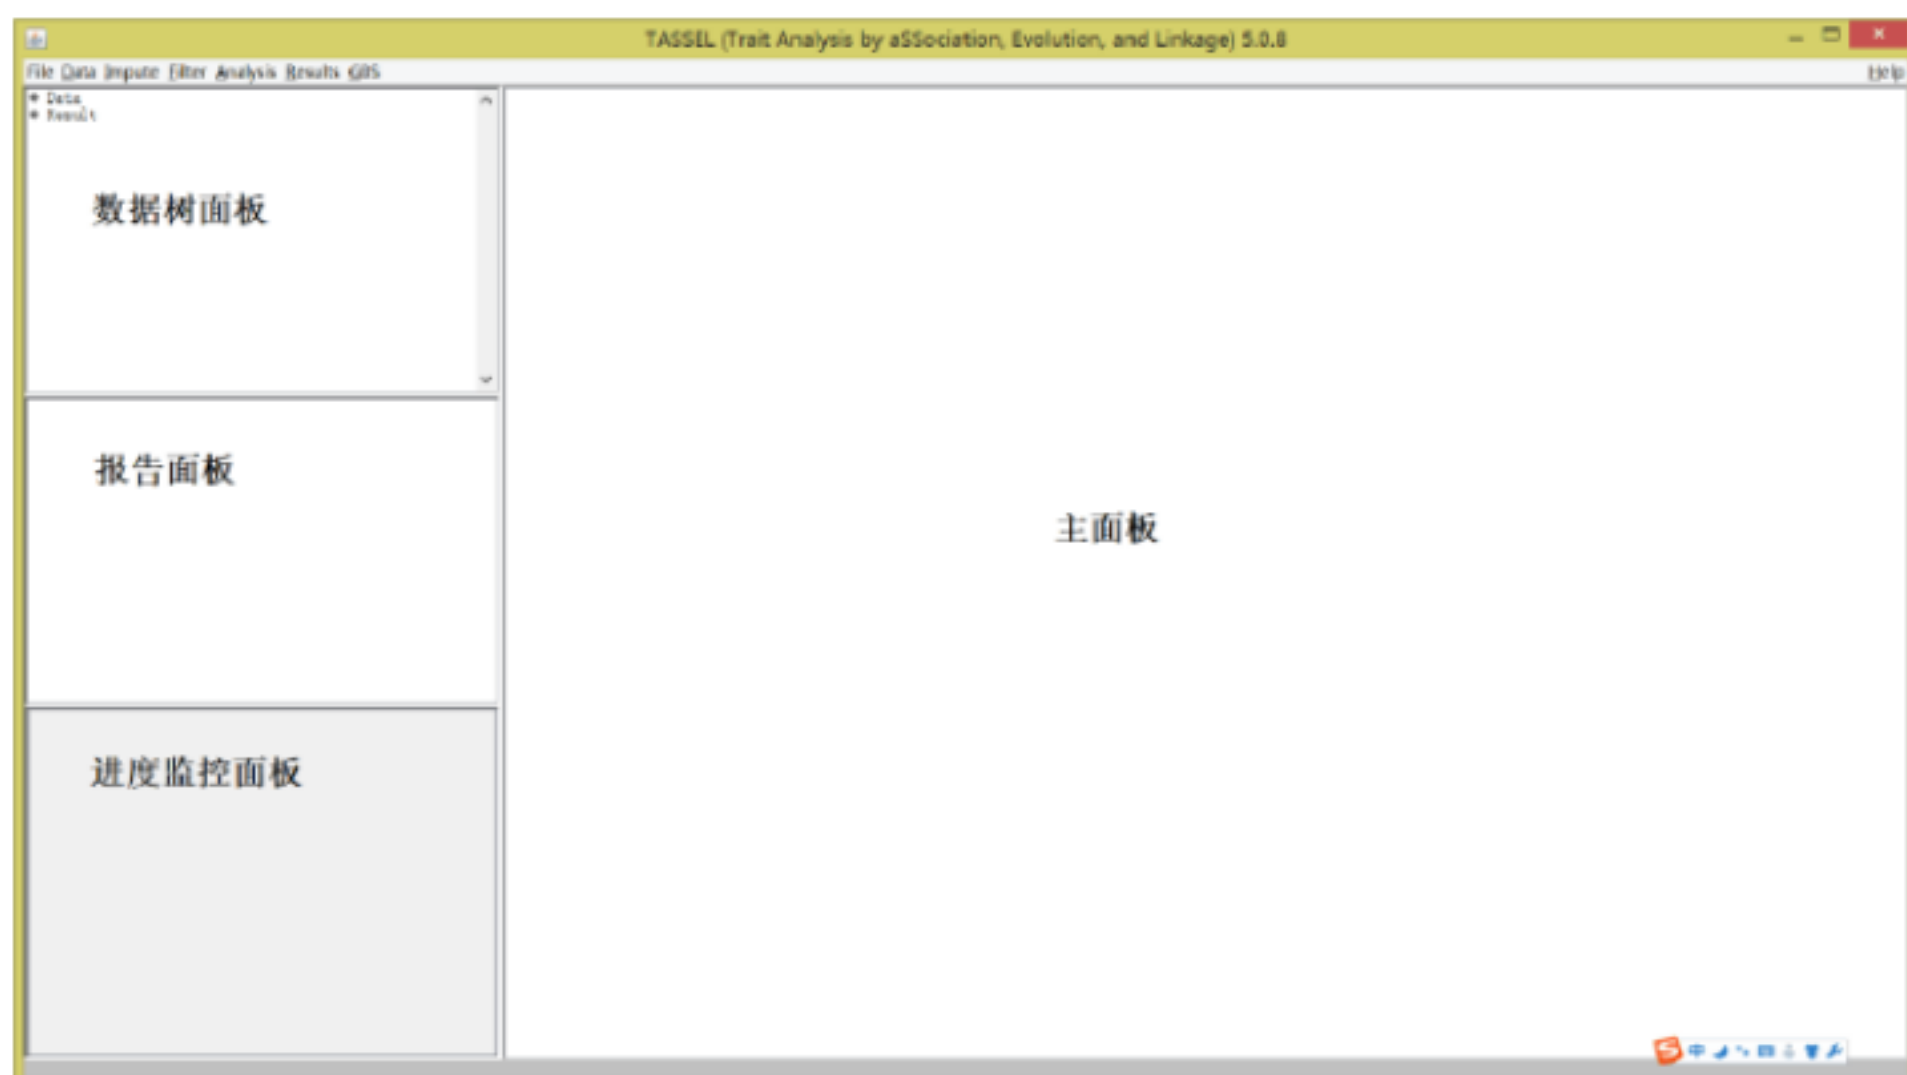 TASSEL (Trait Analysis by aSSociation, Evolution, and Linkage) 5.0.8
File Data Impute Filter Analysis Results GBS Help
Data
Result
数据树面板
报告面板
主面板
进度监控面板
中